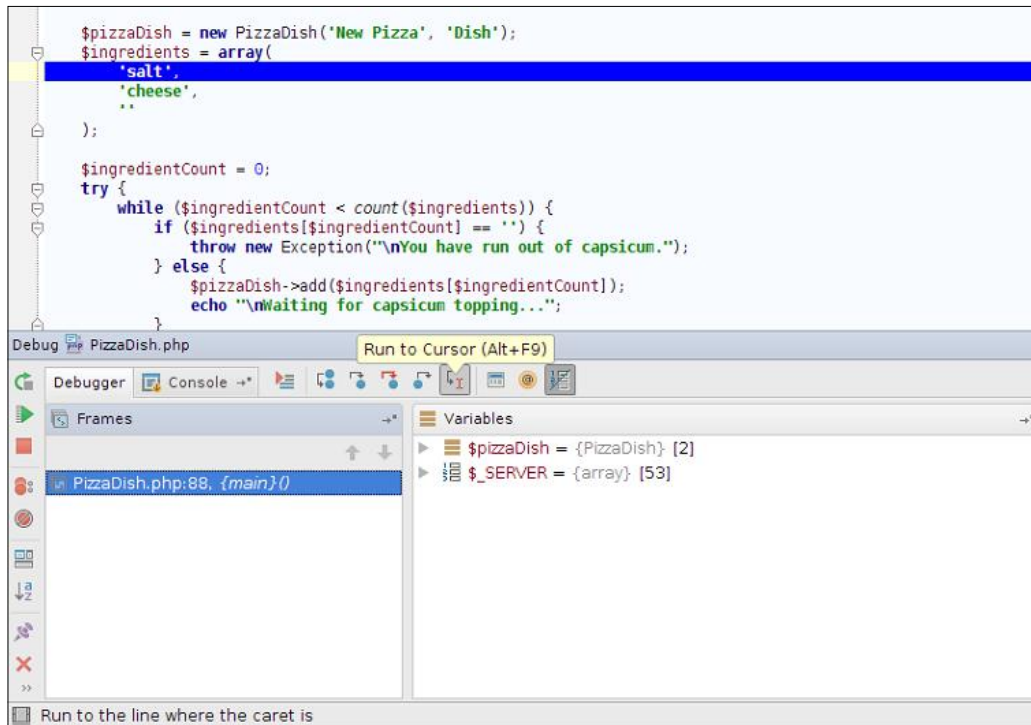 $pizzaDish = new PizzaDish('New Pizza', 'Dish');
$ingredients = array(
'salt',
'cheese',
''
);
$ingredientCount = 0;
try {
while ($ingredientCount < count($ingredients)) {
if ($ingredients[$ingredientCount] == '') {
throw new Exception("\nYou have run out of capsicum.");
} else {
$pizzaDish->add($ingredients[$ingredientCount]);
echo "\nWaiting for capsicum topping...";
}
Debug PizzaDish.php
Run to Cursor (Alt+F9)
Debugger Console
Frames
Variables
$pizzaDish = {PizzaDish} [2]
$_SERVER = {array} [53]
PizzaDish.php:88, {main}()
Run to the line where the caret is